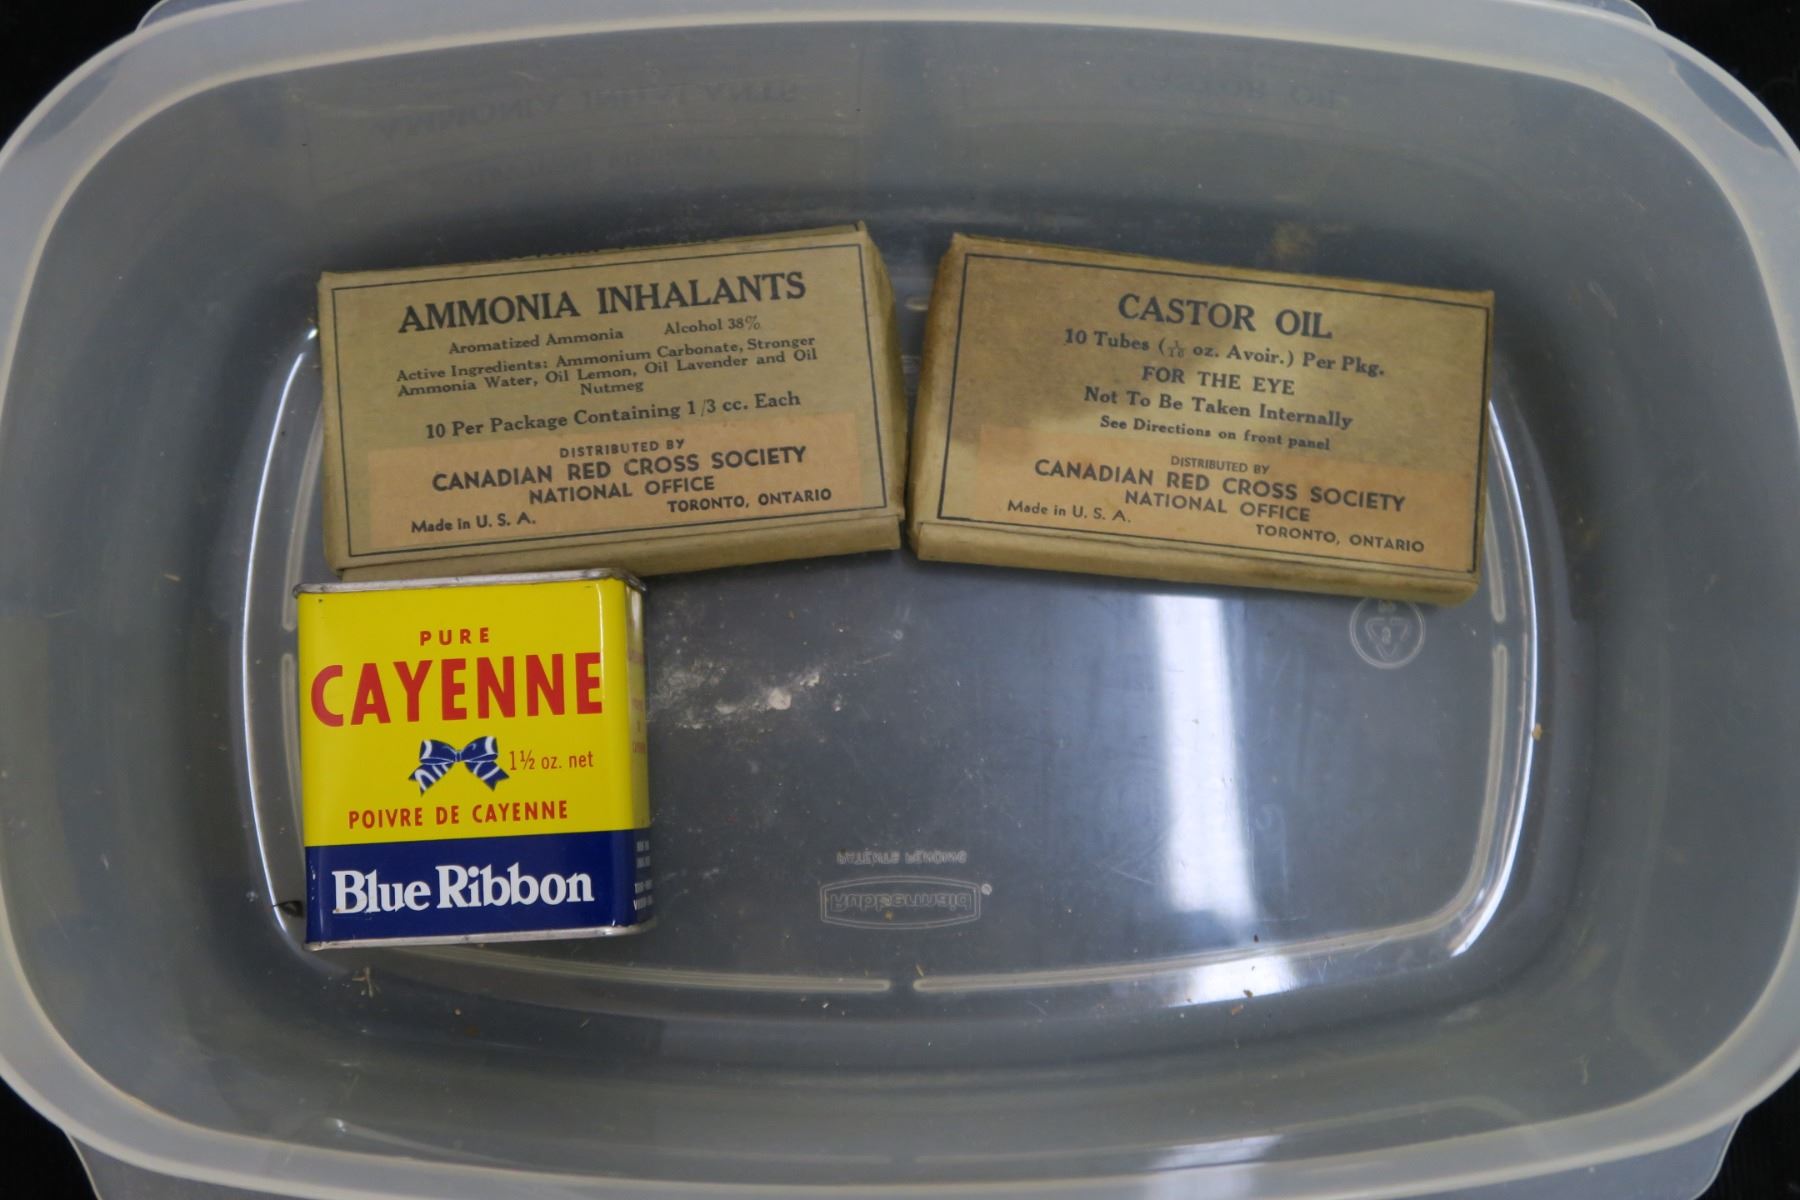 AMMONIA INHALANTS
Aromatized Ammonia Alcohol 38%
Active Ingredients: Ammonium Carbonate, Stronger
Ammonia Water, Oil Lemon, Oil Lavender and Oil
Nutmeg
10 Per Package Containing 1/3 cc. Each
DISTRIBUTED BY
CANADIAN RED CROSS SOCIETY
NATIONAL OFFICE
TORONTO, ONTARIO
Made in U. S. A.
CASTOR OIL
10 Tubes (1/16 oz. Avoir.) Per Pkg.
FOR THE EYE
Not To Be Taken Internally
See Directions on front panel
DISTRIBUTED BY
CANADIAN RED CROSS SOCIETY
NATIONAL OFFICE
Made in U. S. A.
TORONTO, ONTARIO
PURE
CAYENNE
1½ oz. net
POIVRE DE CAYENNE
Blue Ribbon
PATENTS PENDING
Rubbermaid®